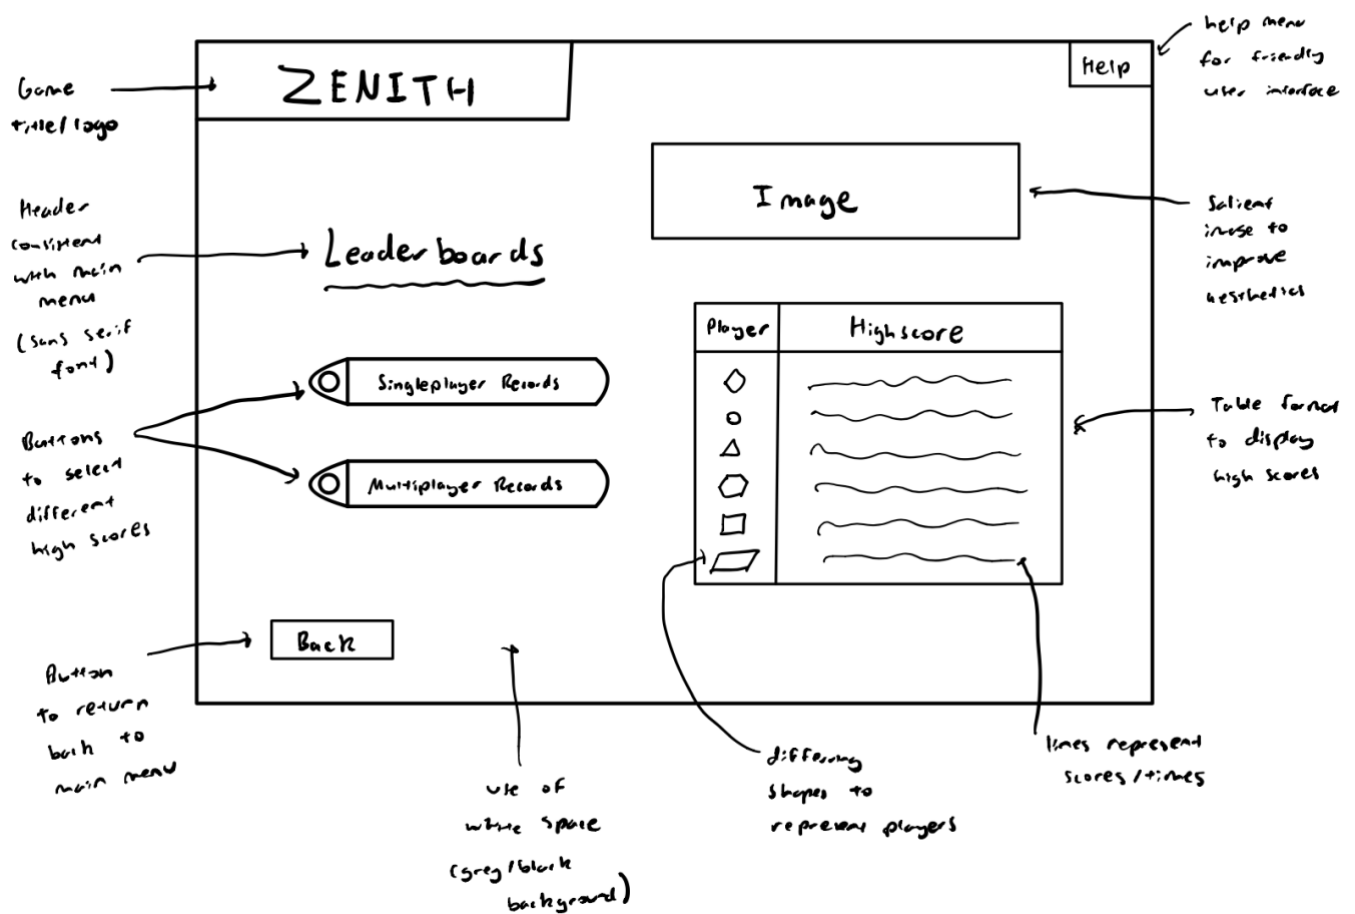 ZENITH
Help
Image
Leaderboards
Player
Highscore
Singleplayer Records
Multiplayer Records
Back
Game
title/logo
Header
consistent
with main
menu
(sans serif
font)
Buttons
to select
different
high scores
Button
to return
back to
main menu
use of
white space
(grey/black
background)
differing
shapes to
represent players
lines represent
scores/times
Table format
to display
high scores
Salient
image to
improve
aesthetics
help menu
for friendly
user interface